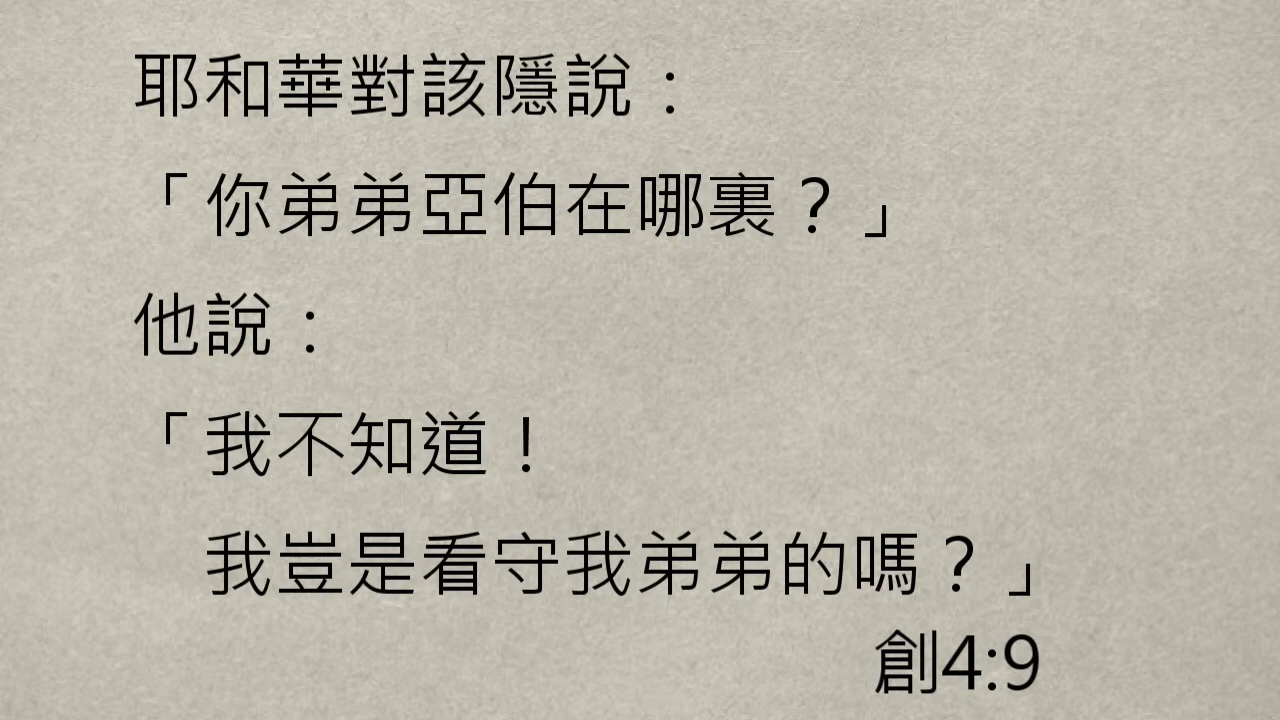 耶和華對該隱說：
「你弟弟亞伯在哪裏？」
他說：
「我不知道！
我豈是看守我弟弟的嗎？」
創4:9